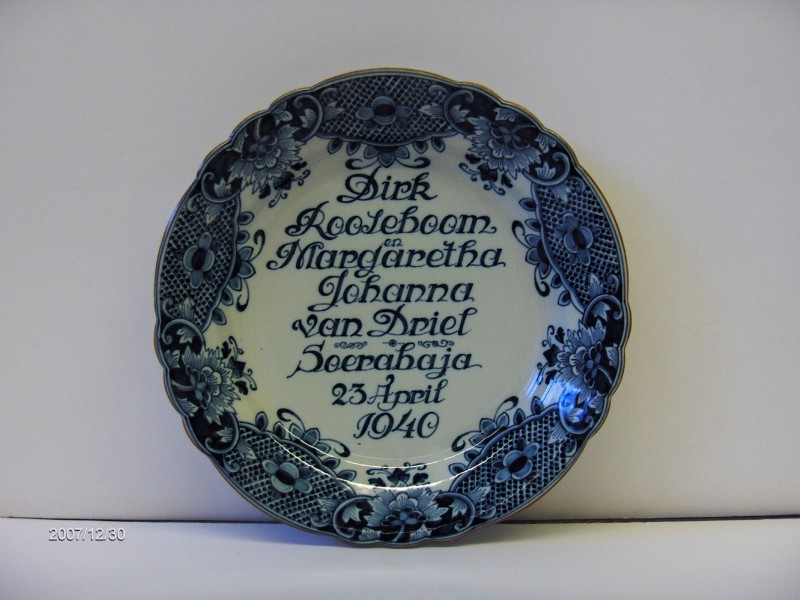 Dirk
Rooseboom
en
Margaretha
Johanna
van Driel
Soerabaja
23 April
1940
2007/12/30